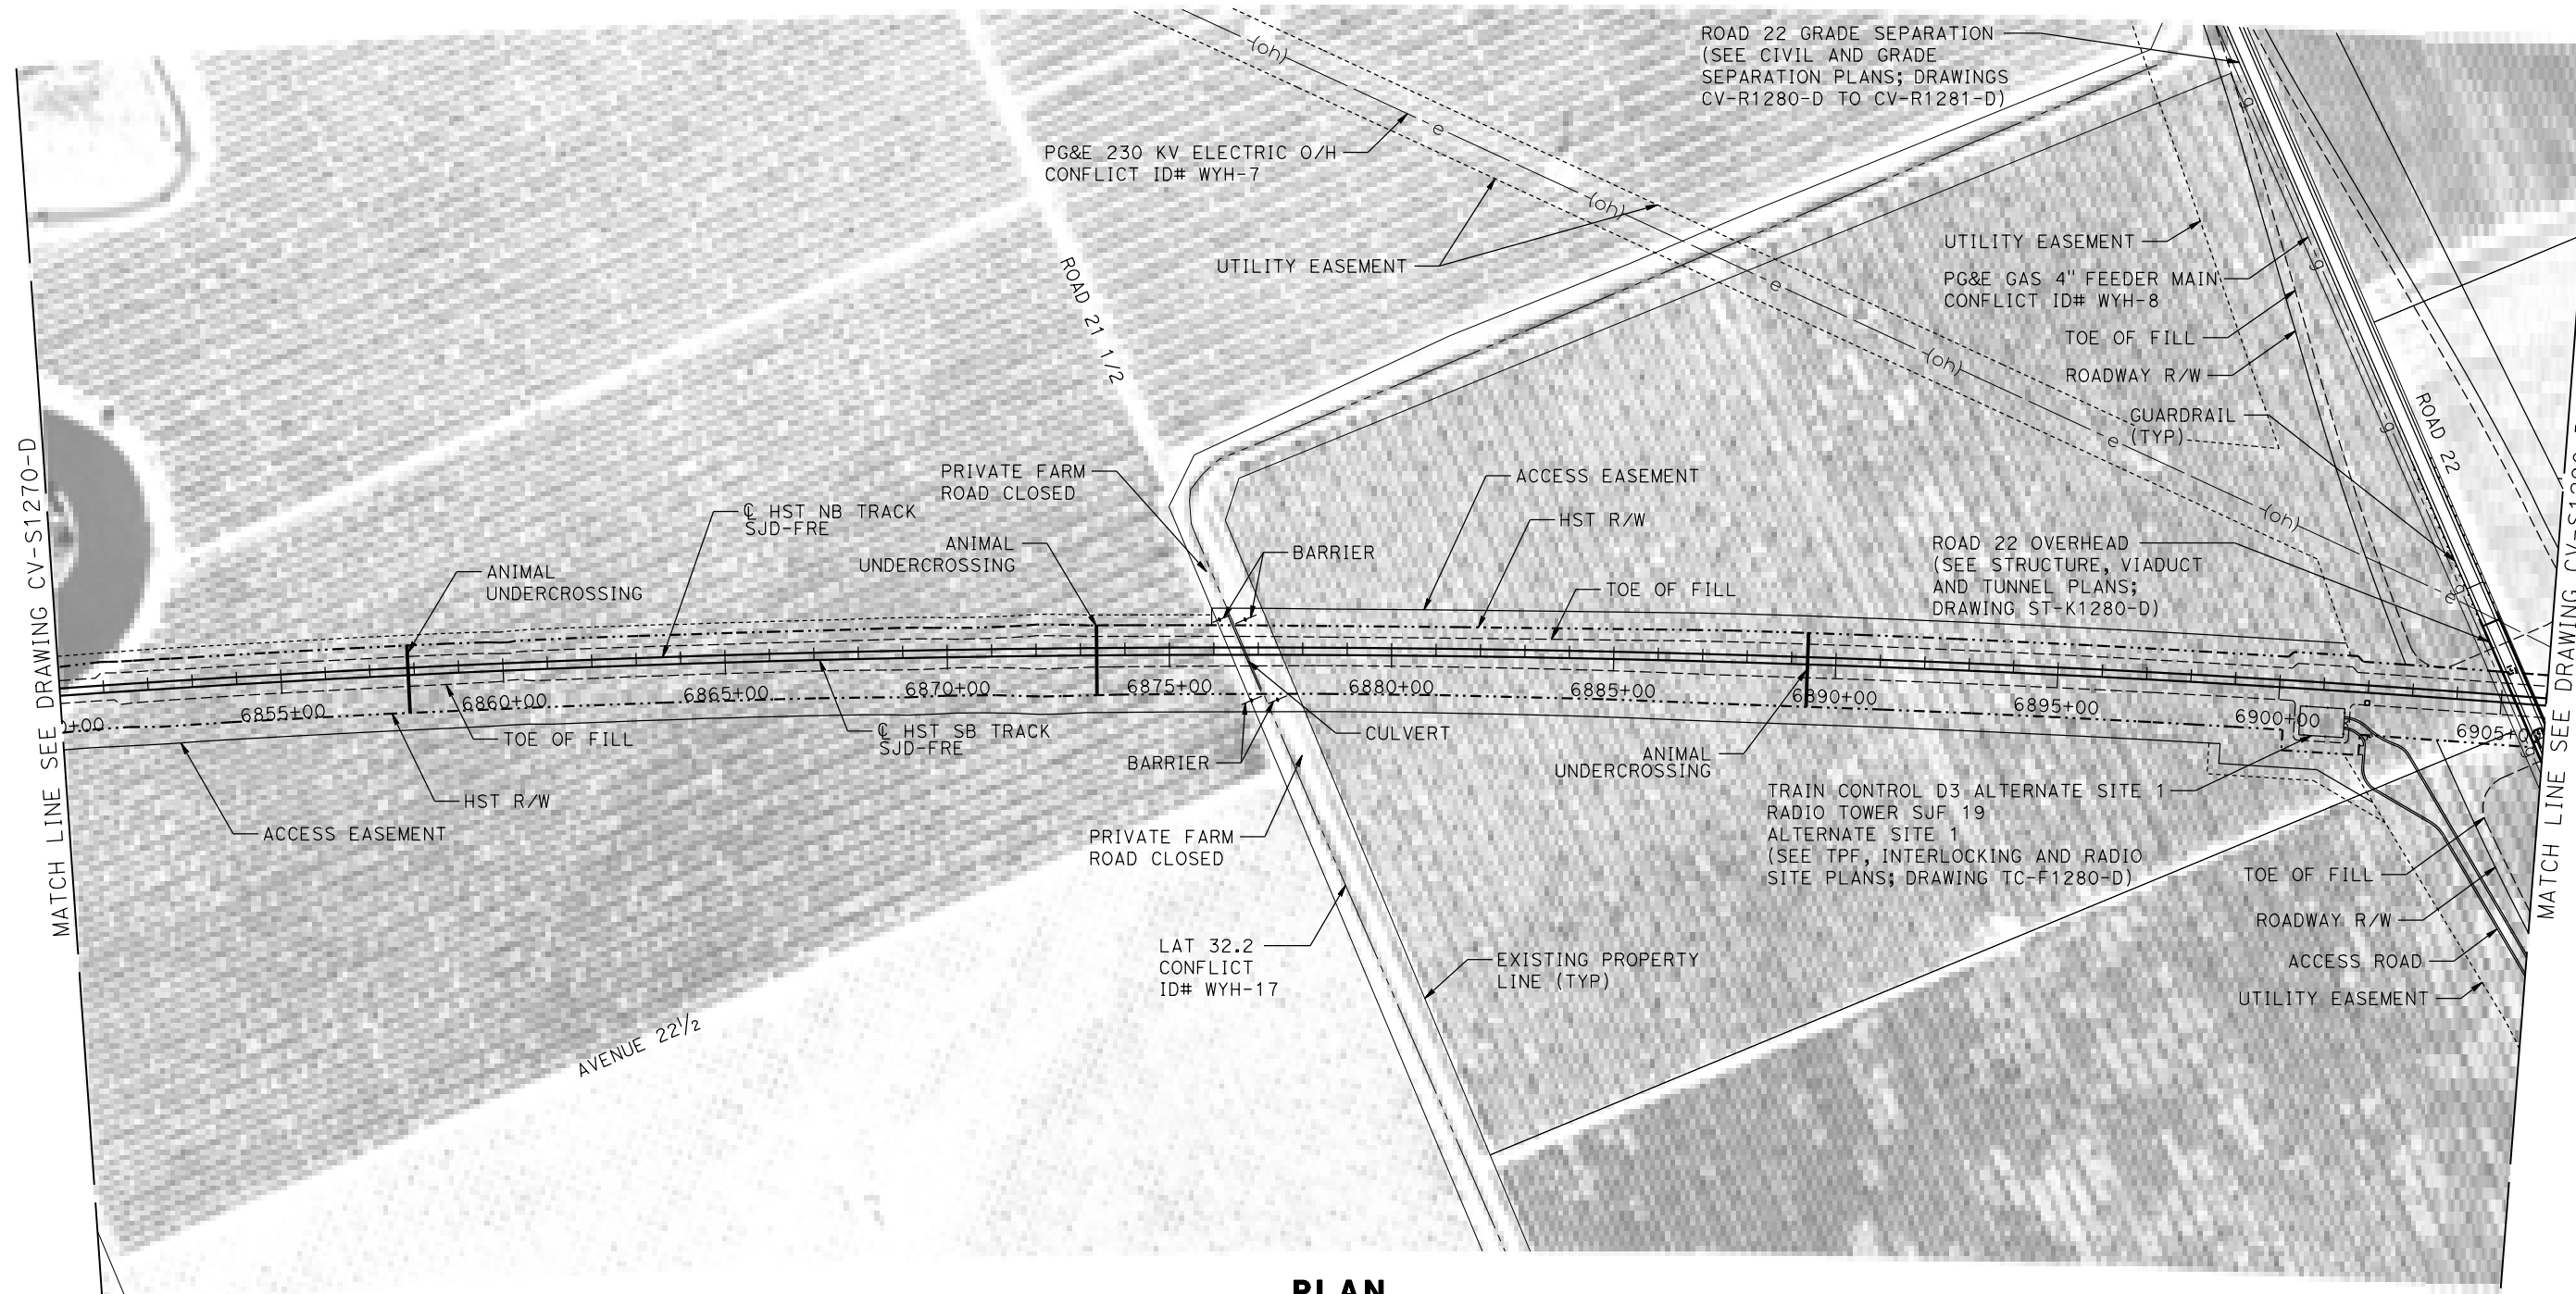 ROAD 22 GRADE SEPARATION
(SEE CIVIL AND GRADE
SEPARATION PLANS; DRAWINGS
CV-R1280-D TO CV-R1281-D)
(oh)
e
PG&E 230 KV ELECTRIC O/H
CONFLICT ID# WYH-7
UTILITY EASEMENT
(oh)
e
(oh)
e
(oh)
e
g
g
g
g
UTILITY EASEMENT
PG&E GAS 4" FEEDER MAIN
CONFLICT ID# WYH-8
TOE OF FILL
ROADWAY R/W
GUARDRAIL
(TYP)
ROAD 22
ROAD 21 1/2
PRIVATE FARM
ROAD CLOSED
ACCESS EASEMENT
HST R/W
℄ HST NB TRACK
SJD-FRE
ANIMAL
UNDERCROSSING
BARRIER
TOE OF FILL
ROAD 22 OVERHEAD
(SEE STRUCTURE, VIADUCT
AND TUNNEL PLANS;
DRAWING ST-K1280-D)
ANIMAL
UNDERCROSSING
MATCH LINE SEE DRAWING CV-S1270-D
+00
6855+00
6860+00
6865+00
6870+00
6875+00
6880+00
6885+00
6890+00
6895+00
6900+00
6905+00
TOE OF FILL
℄ HST SB TRACK
SJD-FRE
CULVERT
BARRIER
ANIMAL
UNDERCROSSING
HST R/W
ACCESS EASEMENT
PRIVATE FARM
ROAD CLOSED
TRAIN CONTROL D3 ALTERNATE SITE 1
RADIO TOWER SJF 19
ALTERNATE SITE 1
(SEE TPF, INTERLOCKING AND RADIO
SITE PLANS; DRAWING TC-F1280-D)
TOE OF FILL
ROADWAY R/W
ACCESS ROAD
UTILITY EASEMENT
LAT 32.2
CONFLICT
ID# WYH-17
EXISTING PROPERTY
LINE (TYP)
AVENUE 22½
MATCH LINE SEE DRAWING
PLAN